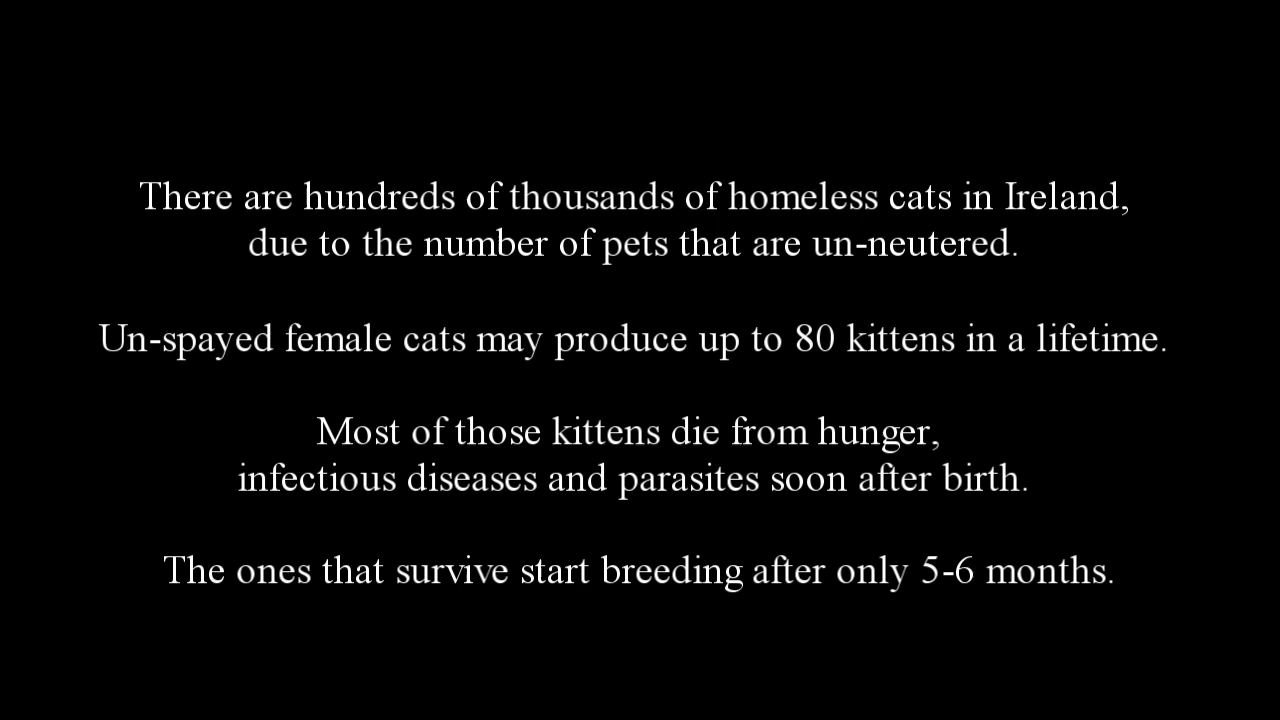 There are hundreds of thousands of homeless cats in Ireland,
due to the number of pets that are un-neutered.
Un-spayed female cats may produce up to 80 kittens in a lifetime.
Most of those kittens die from hunger,
infectious diseases and parasites soon after birth.
The ones that survive start breeding after only 5-6 months.